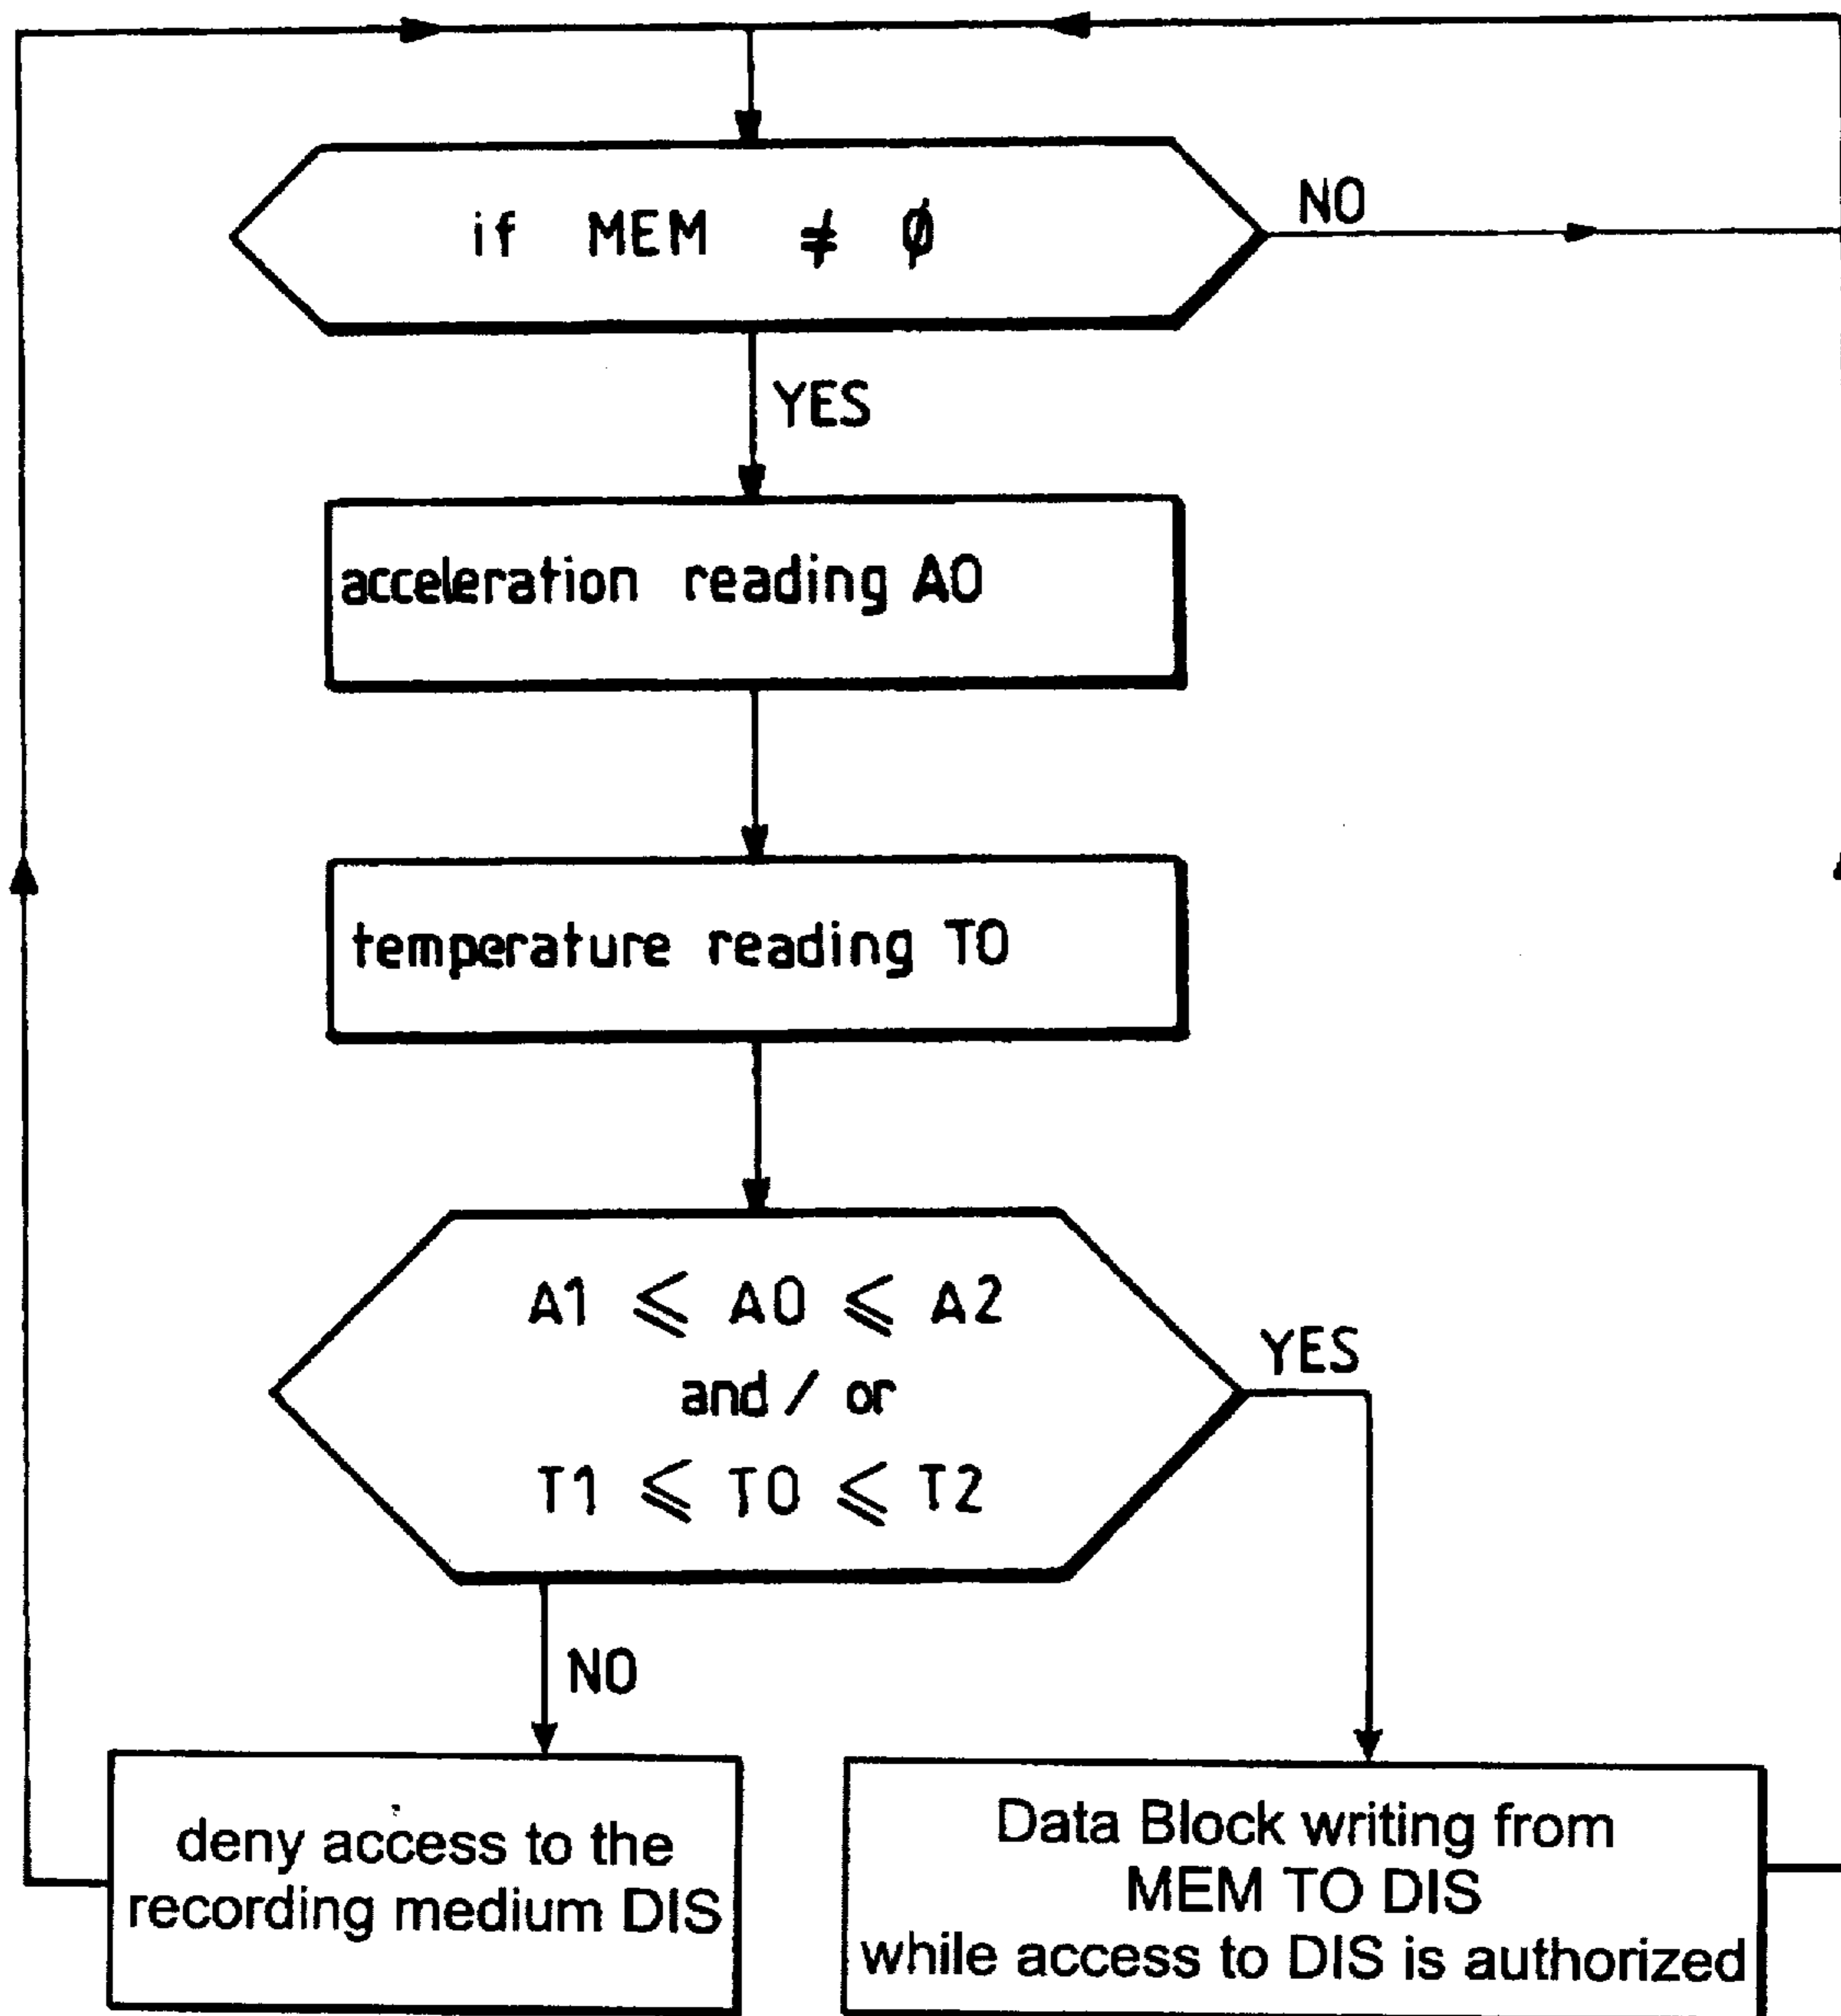 if MEM ≠ ∅
NO
YES
acceleration reading A0
temperature reading T0
A1 ⩽ A0 ⩽ A2
and / or
T1 ⩽ T0 ⩽ T2
YES
NO
deny access to the
recording medium DIS
Data Block writing from
MEM TO DIS
while access to DIS is authorized